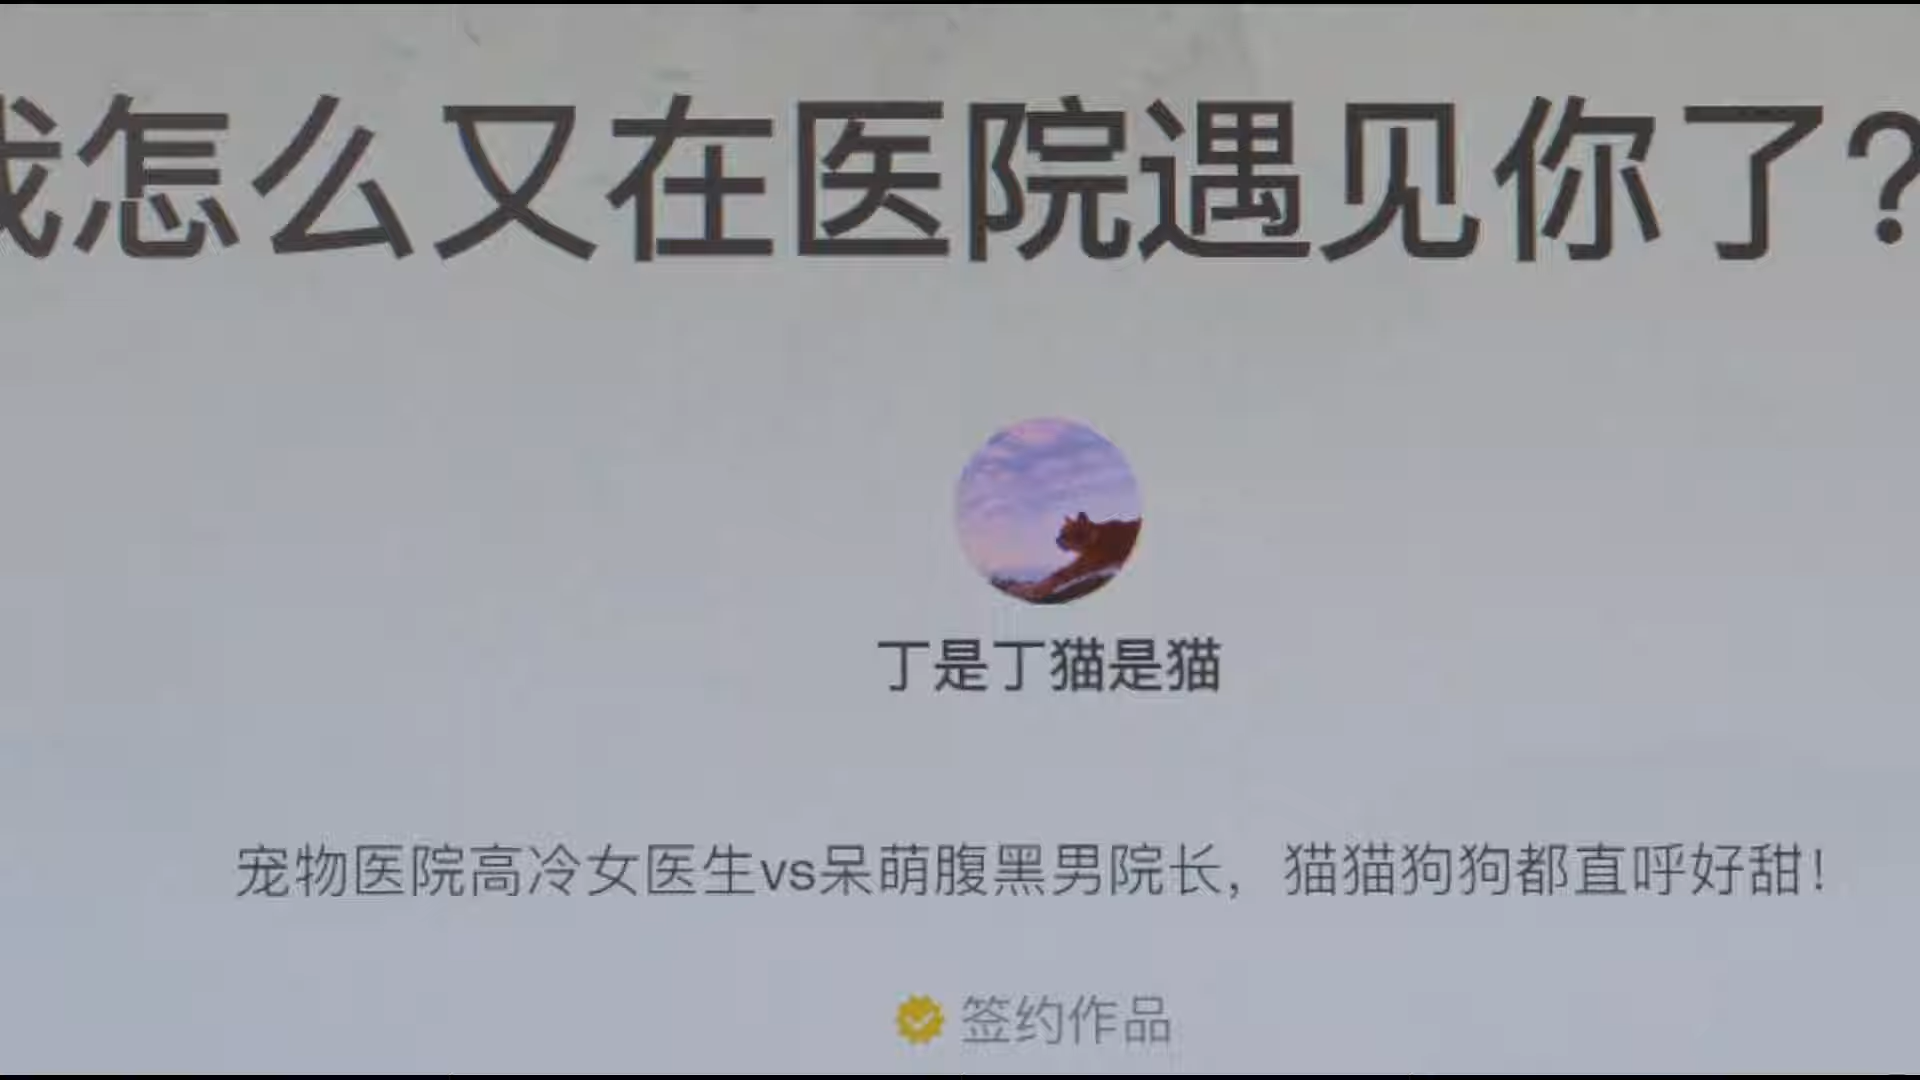 我怎么又在医院遇见你了?
丁是丁猫是猫
宠物医院高冷女医生vs呆萌腹黑男院长，猫猫狗狗都直呼好甜！
签约作品